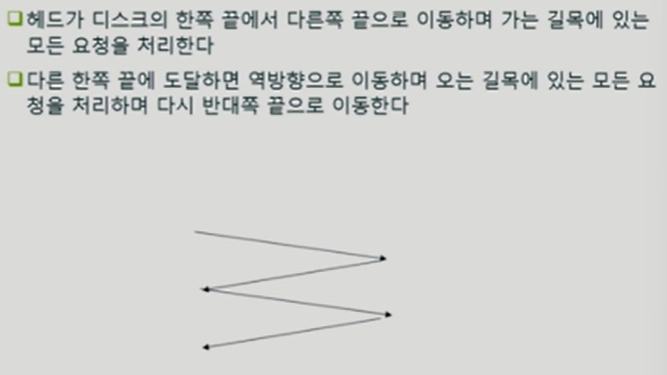 헤드가 디스크의 한쪽 끝에서 다른쪽 끝으로 이동하며 가는 길목에 있는
모든 요청을 처리한다
다른 한쪽 끝에 도달하면 역방향으로 이동하며 오는 길목에 있는 모든 요
청을 처리하며 다시 반대쪽 끝으로 이동한다